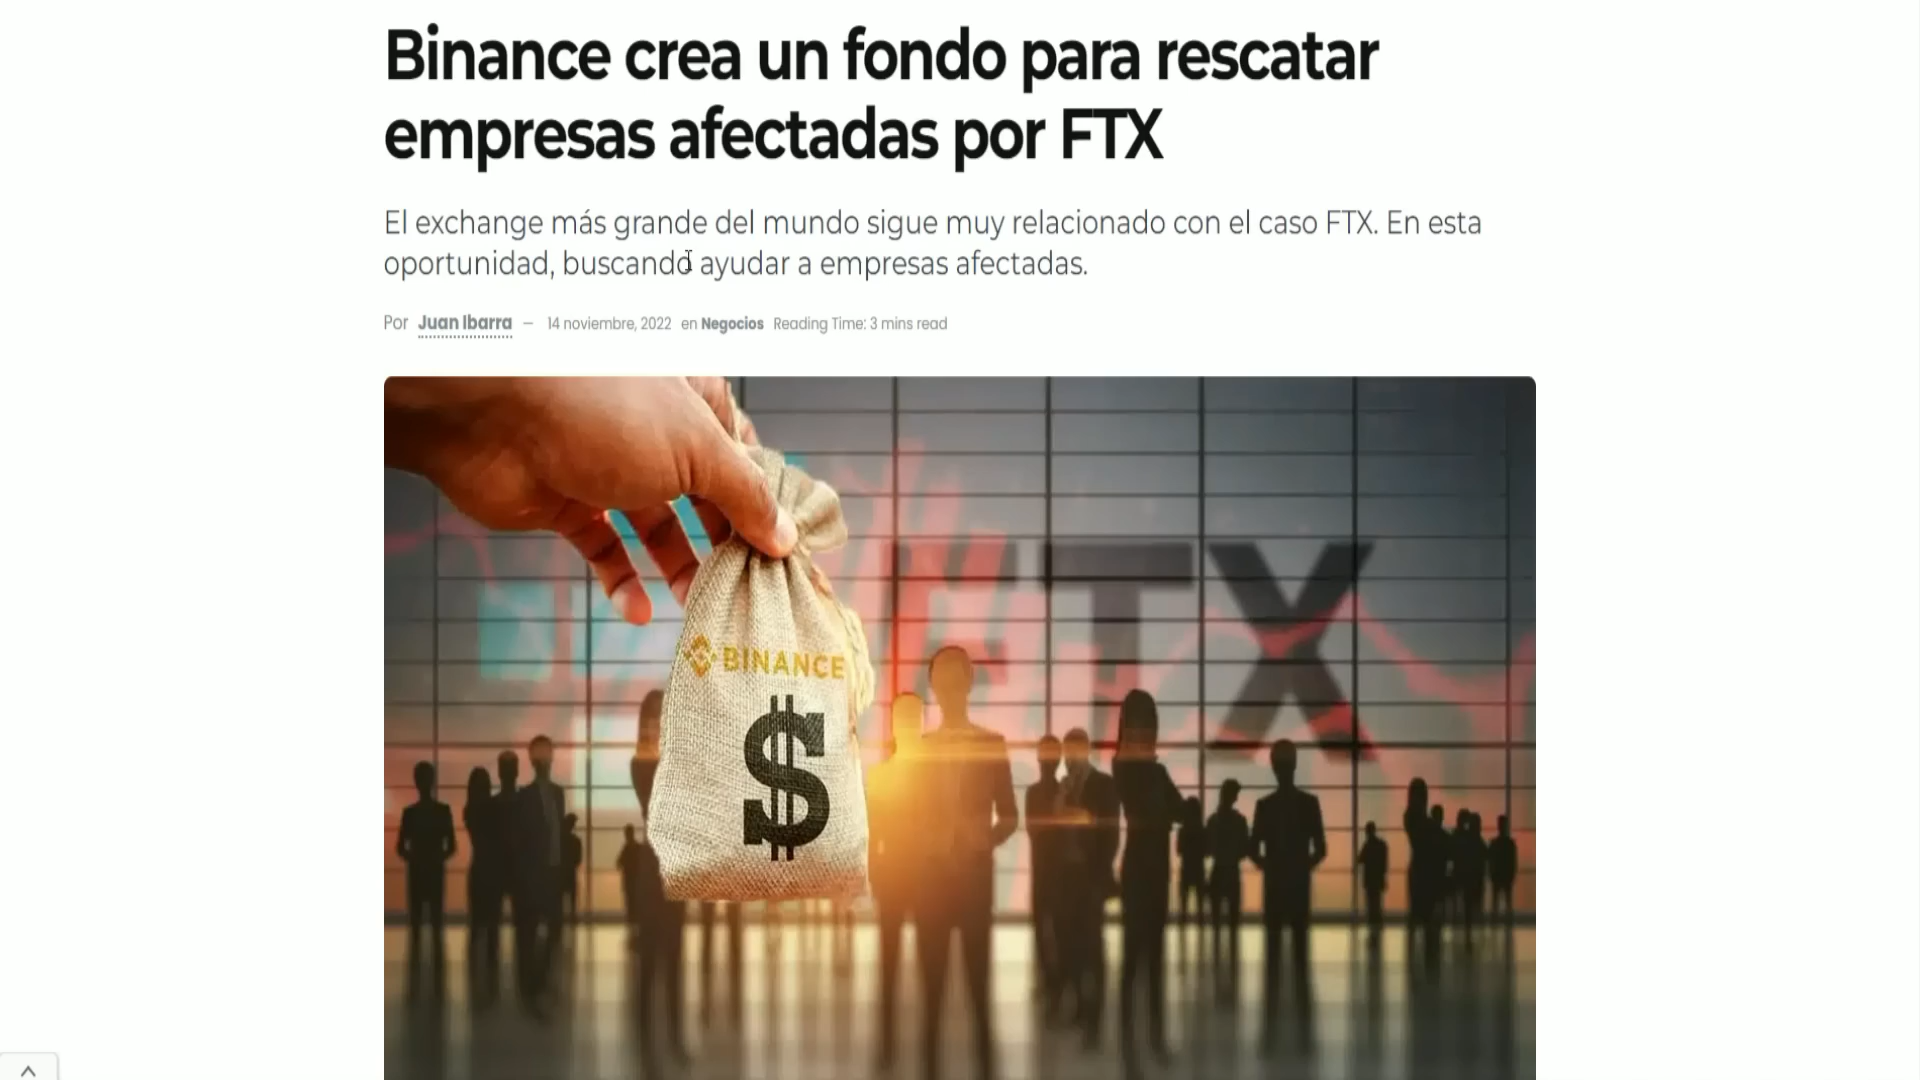 Binance crea un fondo para rescatar
empresas afectadas por FTX
El exchange más grande del mundo sigue muy relacionado con el caso FTX. En esta
oportunidad, buscando ayudar a empresas afectadas.
Por Juan Ibarra — 14 noviembre, 2022 en Negocios Reading Time: 3 mins read
FTX
BINANCE
$